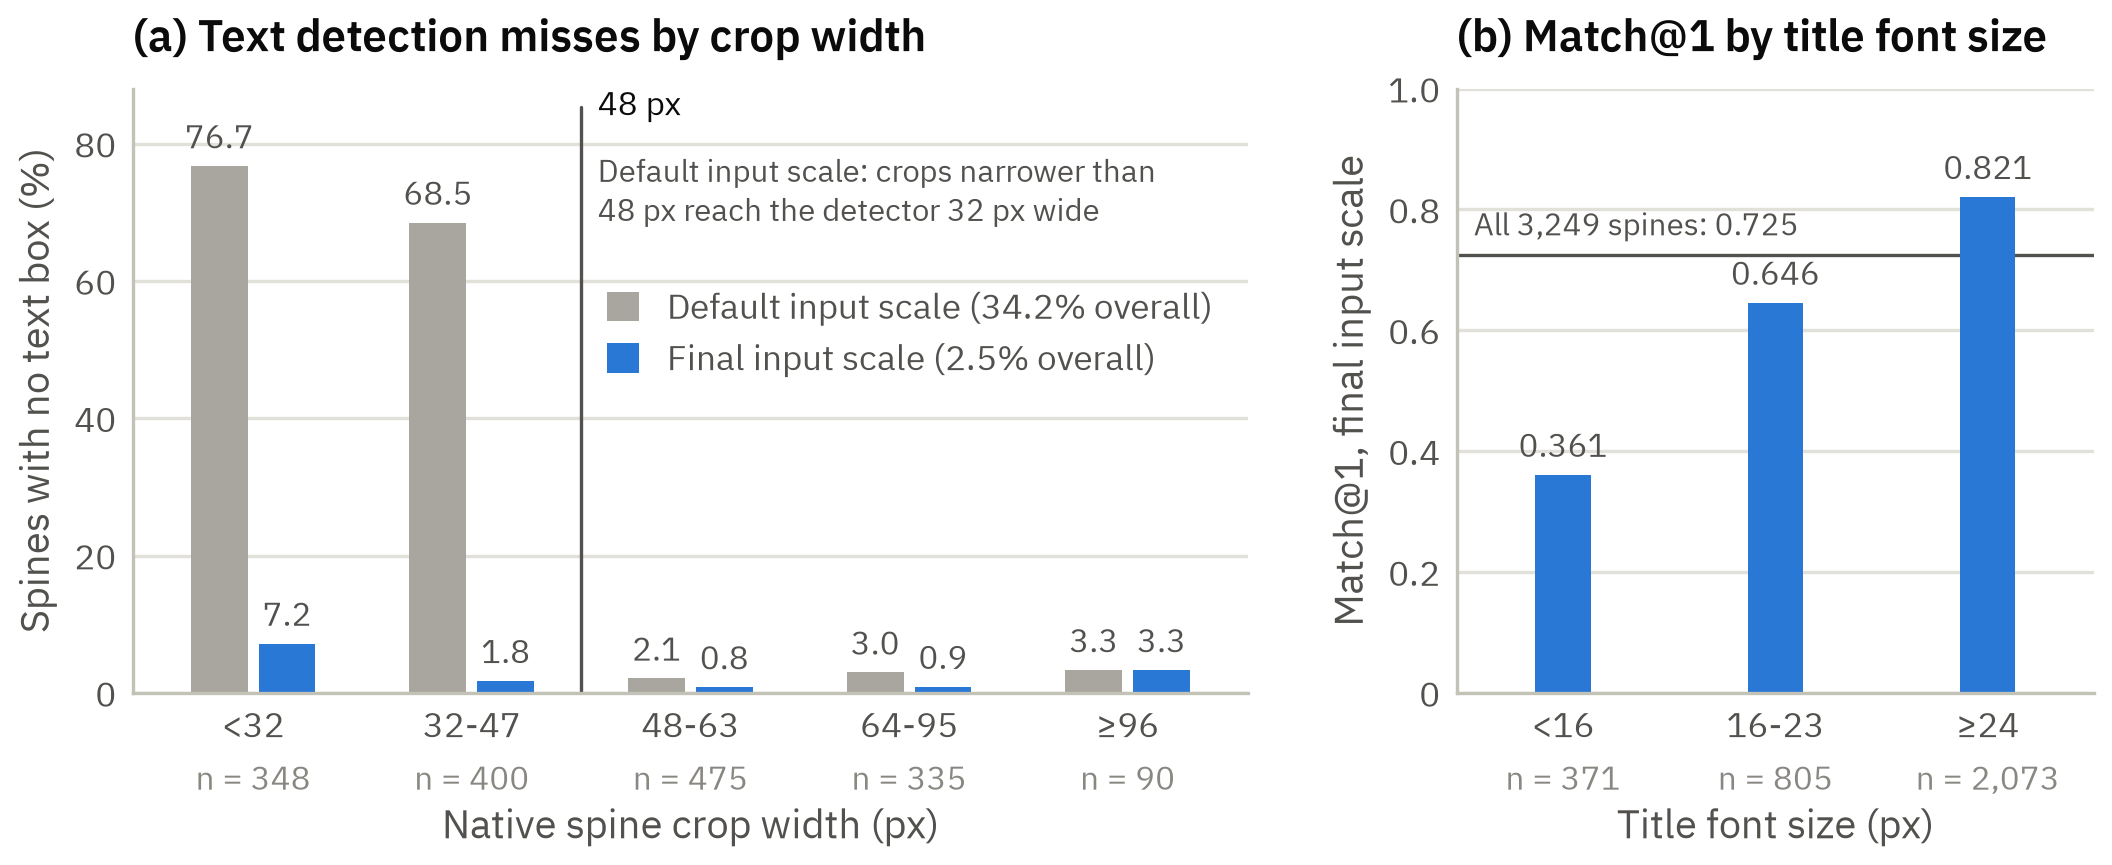 (a) Text detection misses by crop width
Spines with no text box (%)
80
60
40
20
0
48 px
Default input scale: crops narrower than
48 px reach the detector 32 px wide
Default input scale (34.2% overall)
Final input scale (2.5% overall)
76.7
7.2
68.5
1.8
2.1
0.8
3.0
0.9
3.3
3.3
<32
32-47
48-63
64-95
≥96
n = 348
n = 400
n = 475
n = 335
n = 90
Native spine crop width (px)
(b) Match@1 by title font size
Match@1, final input scale
1.0
0.8
0.6
0.4
0.2
0
All 3,249 spines: 0.725
0.361
0.646
0.821
<16
16-23
≥24
n = 371
n = 805
n = 2,073
Title font size (px)